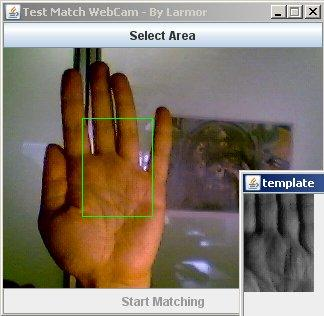 Test Match WebCam - By Larmor
Select Area
template
Start Matching